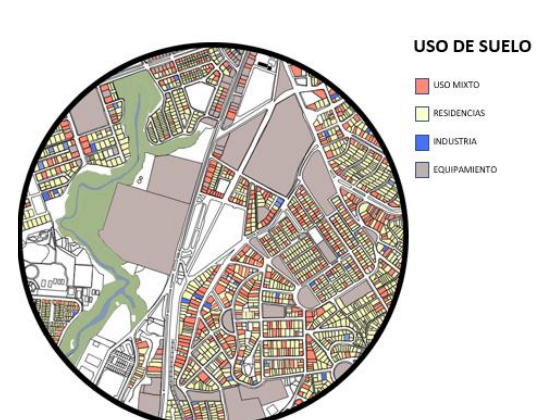 USO DE SUELO
USO MIXTO
RESIDENCIAS
INDUSTRIA
EQUIPAMIENTO